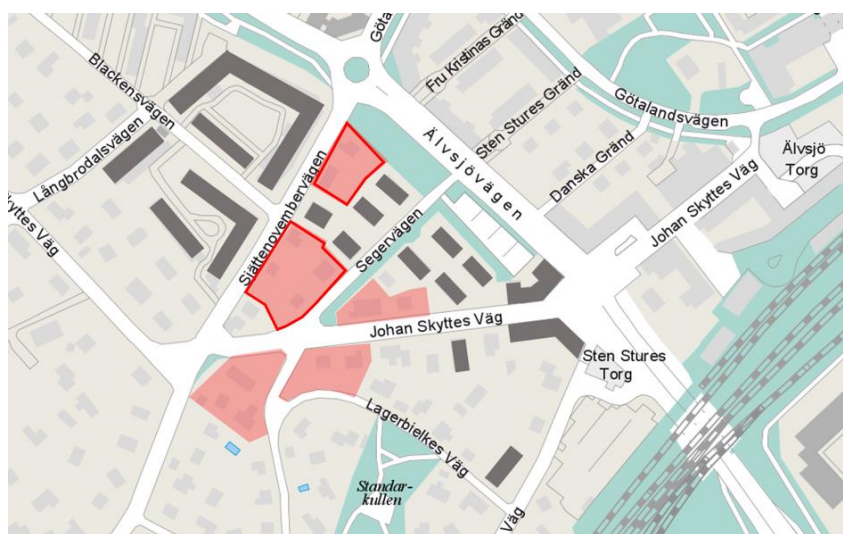 Götal
Blackensvägen
Fru Kristinas Gränd
Götalandsvägen
Långbrodalsvägen
Sjättenovembervägen
Älvsjövägen
Sten Stures Gränd
Danska Gränd
Älvsjö
Torg
Skyttes Väg
Segervägen
Johan Skyttes Väg
Johan Skyttes Väg
Sten Stures
Torg
Lagerbielkes Väg
Standar-
kullen
Väg